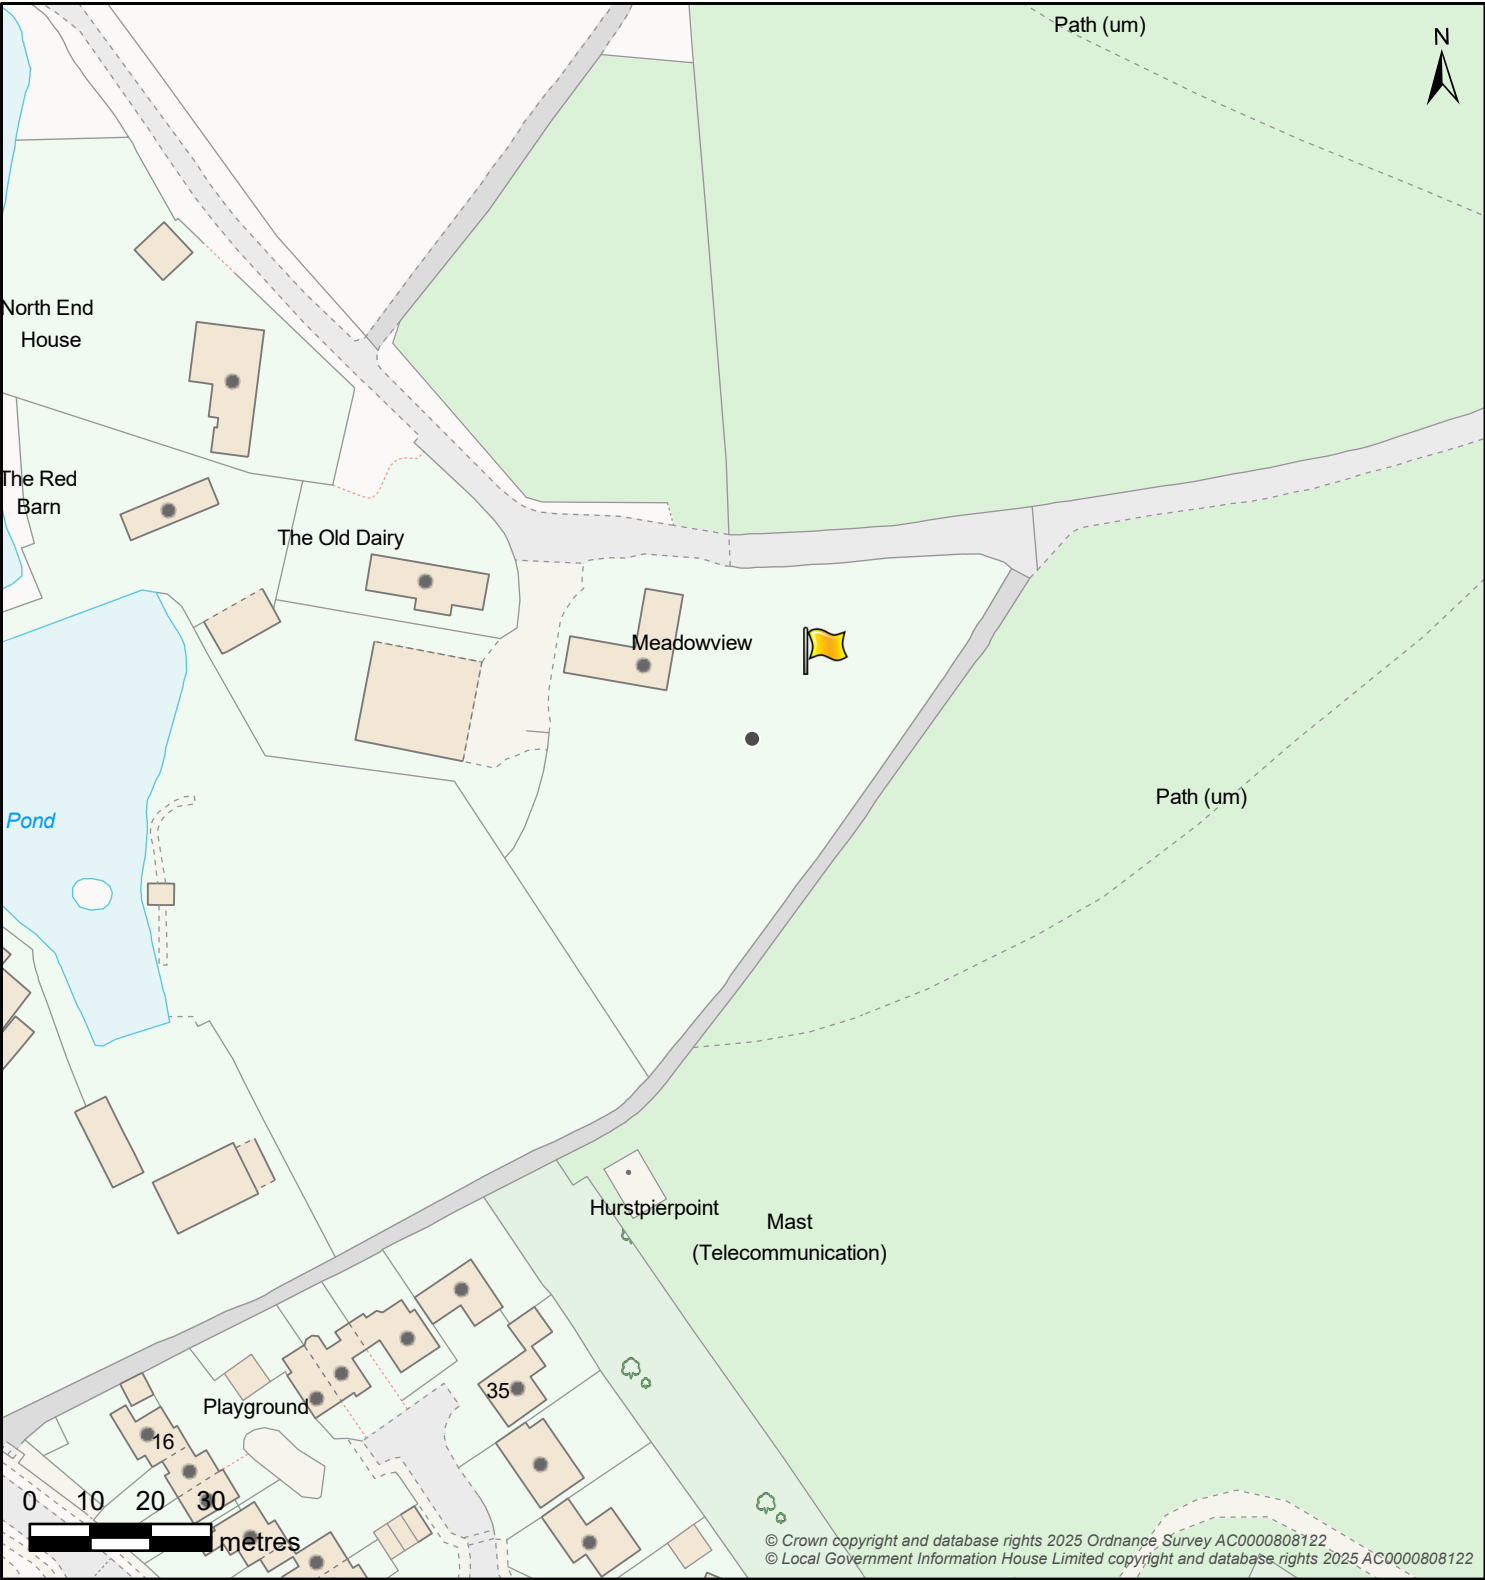 Path (um)
N
North End
House
The Red
Barn
The Old Dairy
Meadowview
Path (um)
Pond
Hurstpierpoint
Mast
(Telecommunication)
35
Playground
16
0 10 20 30
metres
© Crown copyright and database rights 2025 Ordnance Survey AC0000808122
© Local Government Information House Limited copyright and database rights 2025 AC0000808122